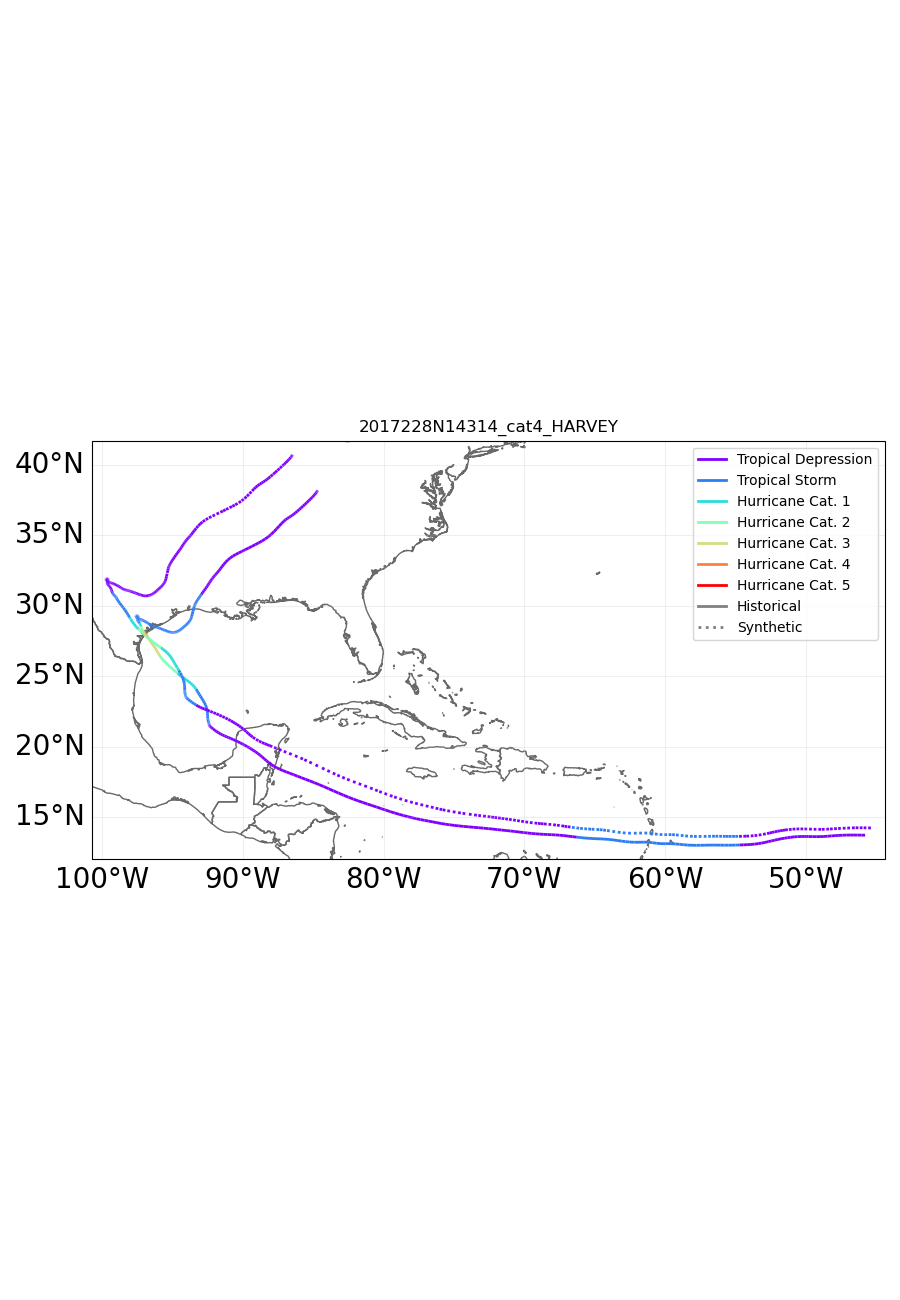 2017228N14314_cat4_HARVEY
40°N
35°N
30°N
25°N
20°N
15°N
100°W 90°W 80°W 70°W 60°W 50°W
Tropical Depression
Tropical Storm
Hurricane Cat. 1
Hurricane Cat. 2
Hurricane Cat. 3
Hurricane Cat. 4
Hurricane Cat. 5
Historical
Synthetic